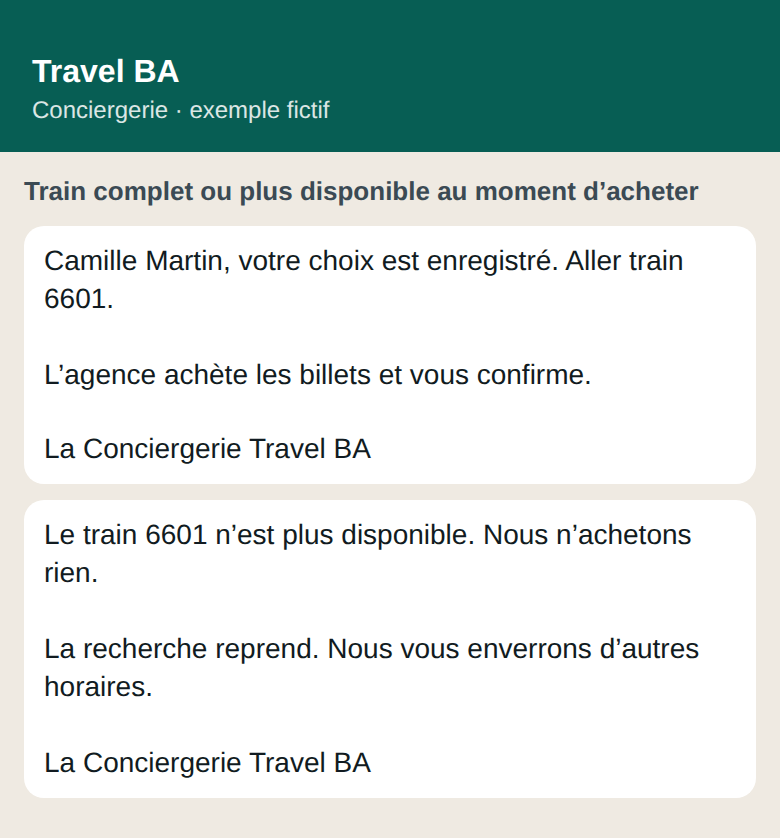 Travel BA
Conciergerie · exemple fictif
Train complet ou plus disponible au moment d’acheter
Camille Martin, votre choix est enregistré. Aller train
6601.
L’agence achète les billets et vous confirme.
La Conciergerie Travel BA
Le train 6601 n’est plus disponible. Nous n’achetons
rien.
La recherche reprend. Nous vous enverrons d’autres
horaires.
La Conciergerie Travel BA